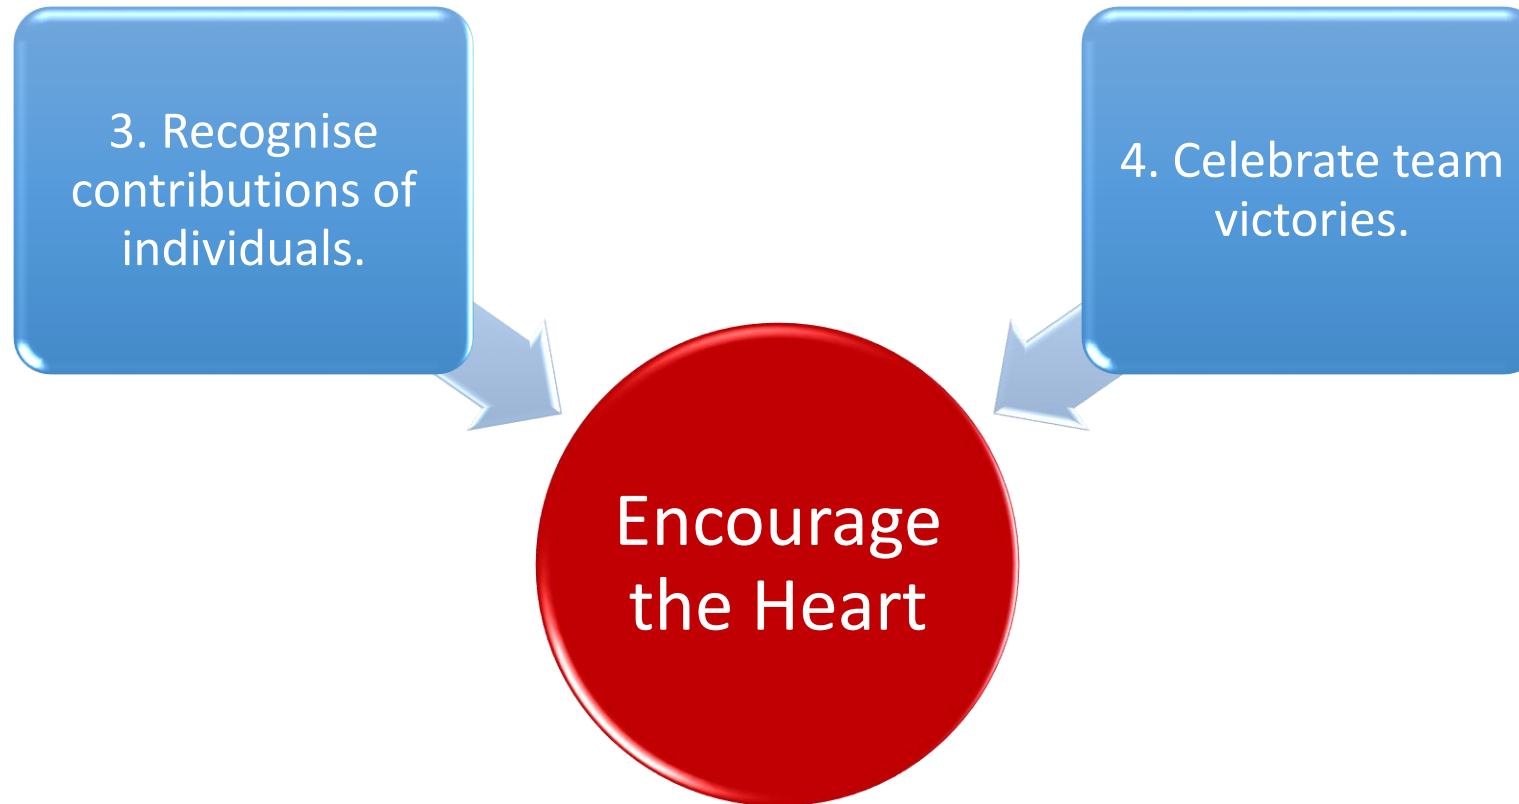 3. Recognise
contributions of
individuals.
4. Celebrate team
victories.
Encourage
the Heart